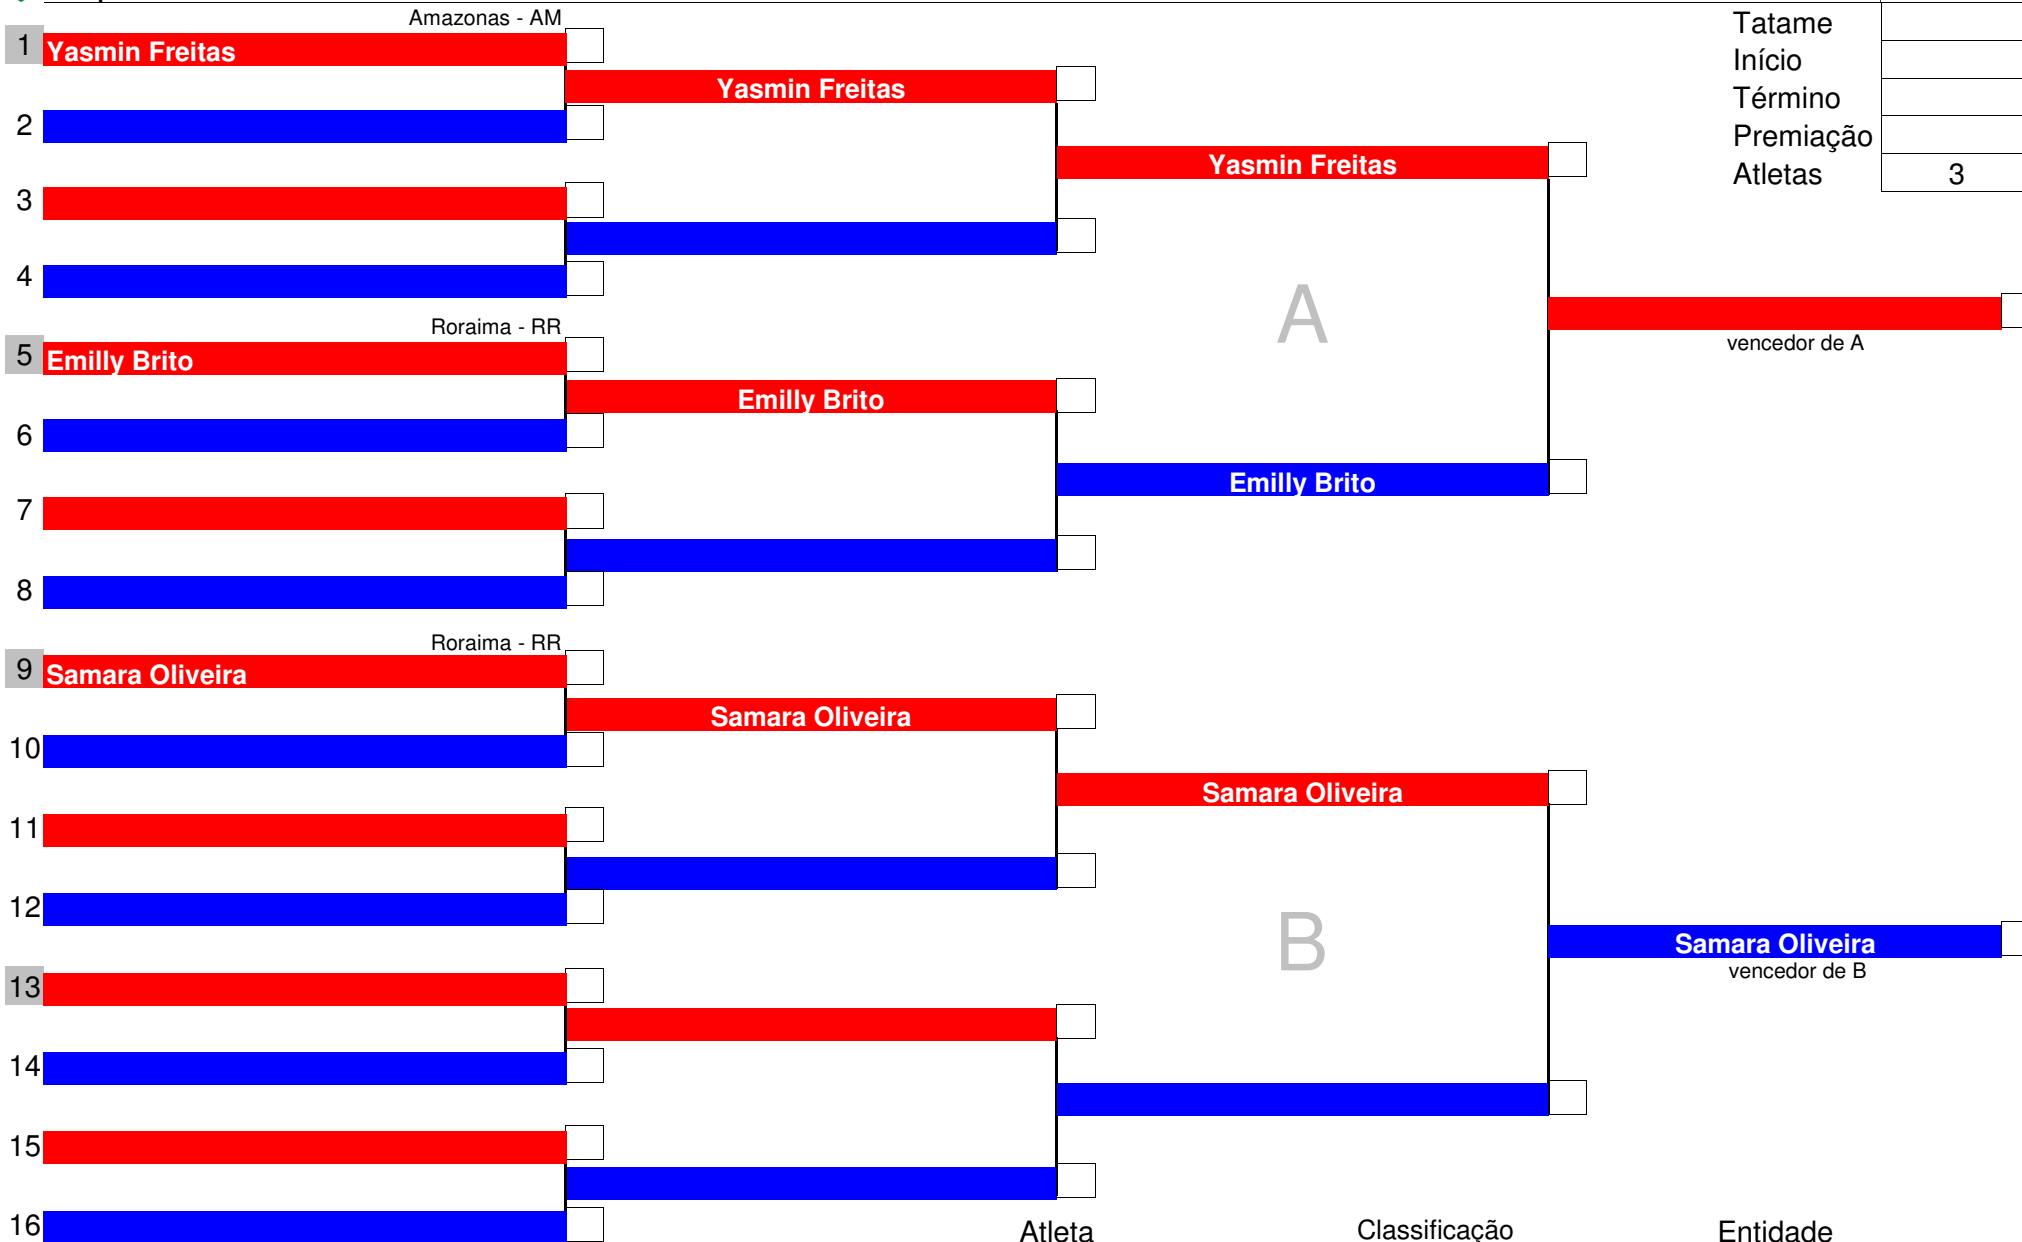 Amazonas - AM
Tatame
1 Yasmin Freitas
Yasmin Freitas
Início
Término
2
Premiação
Yasmin Freitas
Atletas 3
3
4
A
Roraima - RR
vencedor de A
5 Emilly Brito
Emilly Brito
6
Emilly Brito
7
8
Roraima - RR
9 Samara Oliveira
Samara Oliveira
10
Samara Oliveira
11
12
B
Samara Oliveira
vencedor de B
13
14
15
16
Atleta Classificação Entidade